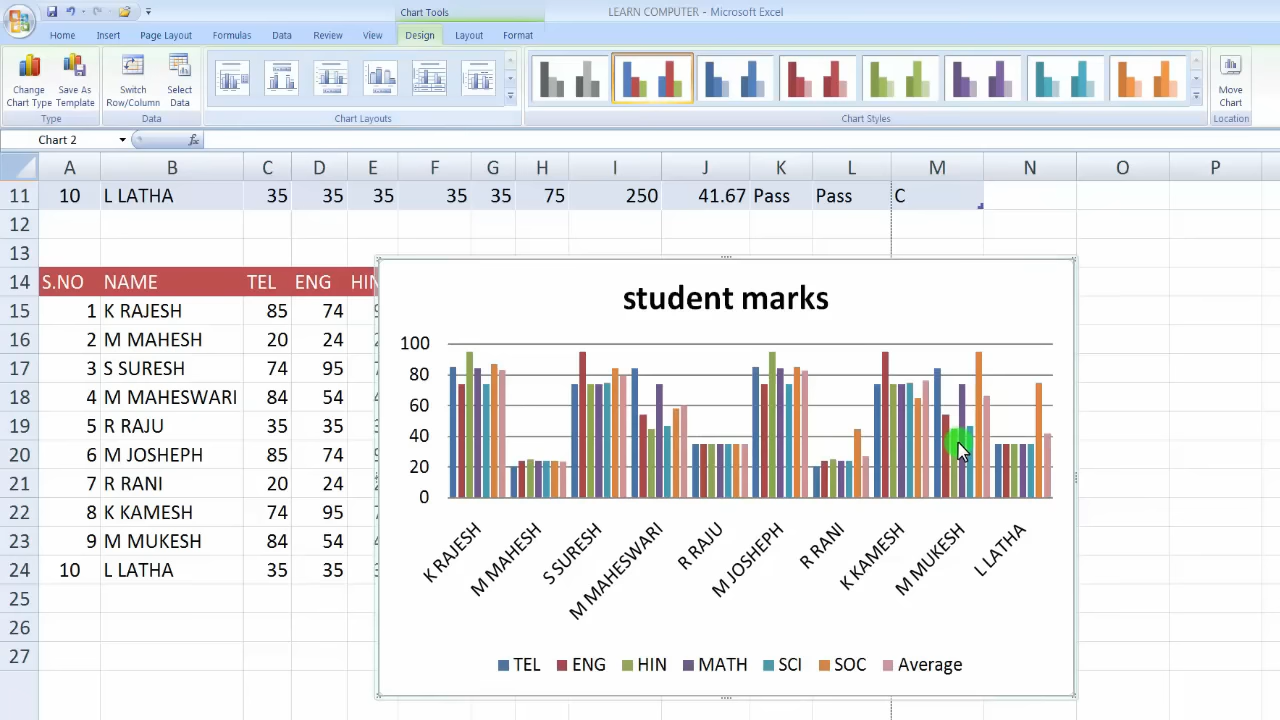 Chart Tools
LEARN COMPUTER - Microsoft Excel
Home Insert Page Layout Formulas Data Review View Design Layout Format
Change Chart Type
Save As Template
Switch Row/Column
Select Data
Move Chart
Type Data Chart Layouts Chart Styles Location
Chart 2 fx
A B C D E F G H I J K L M N O P
11 10 L LATHA 35 35 35 35 35 75 250 41.67 Pass Pass C
12
13
14 S.NO NAME TEL ENG HIN
15 1 K RAJESH 85 74
16 2 M MAHESH 20 24
17 3 S SURESH 74 95
18 4 M MAHESWARI 84 54
19 5 R RAJU 35 35
20 6 M JOSHEPH 85 74
21 7 R RANI 20 24
22 8 K KAMESH 74 95
23 9 M MUKESH 84 54
24 10 L LATHA 35 35
25
26
27
student marks
100
80
60
40
20
0
K RAJESH M MAHESH S SURESH M MAHESWARI R RAJU M JOSHEPH R RANI K KAMESH M MUKESH L LATHA
TEL ENG HIN MATH SCI SOC Average